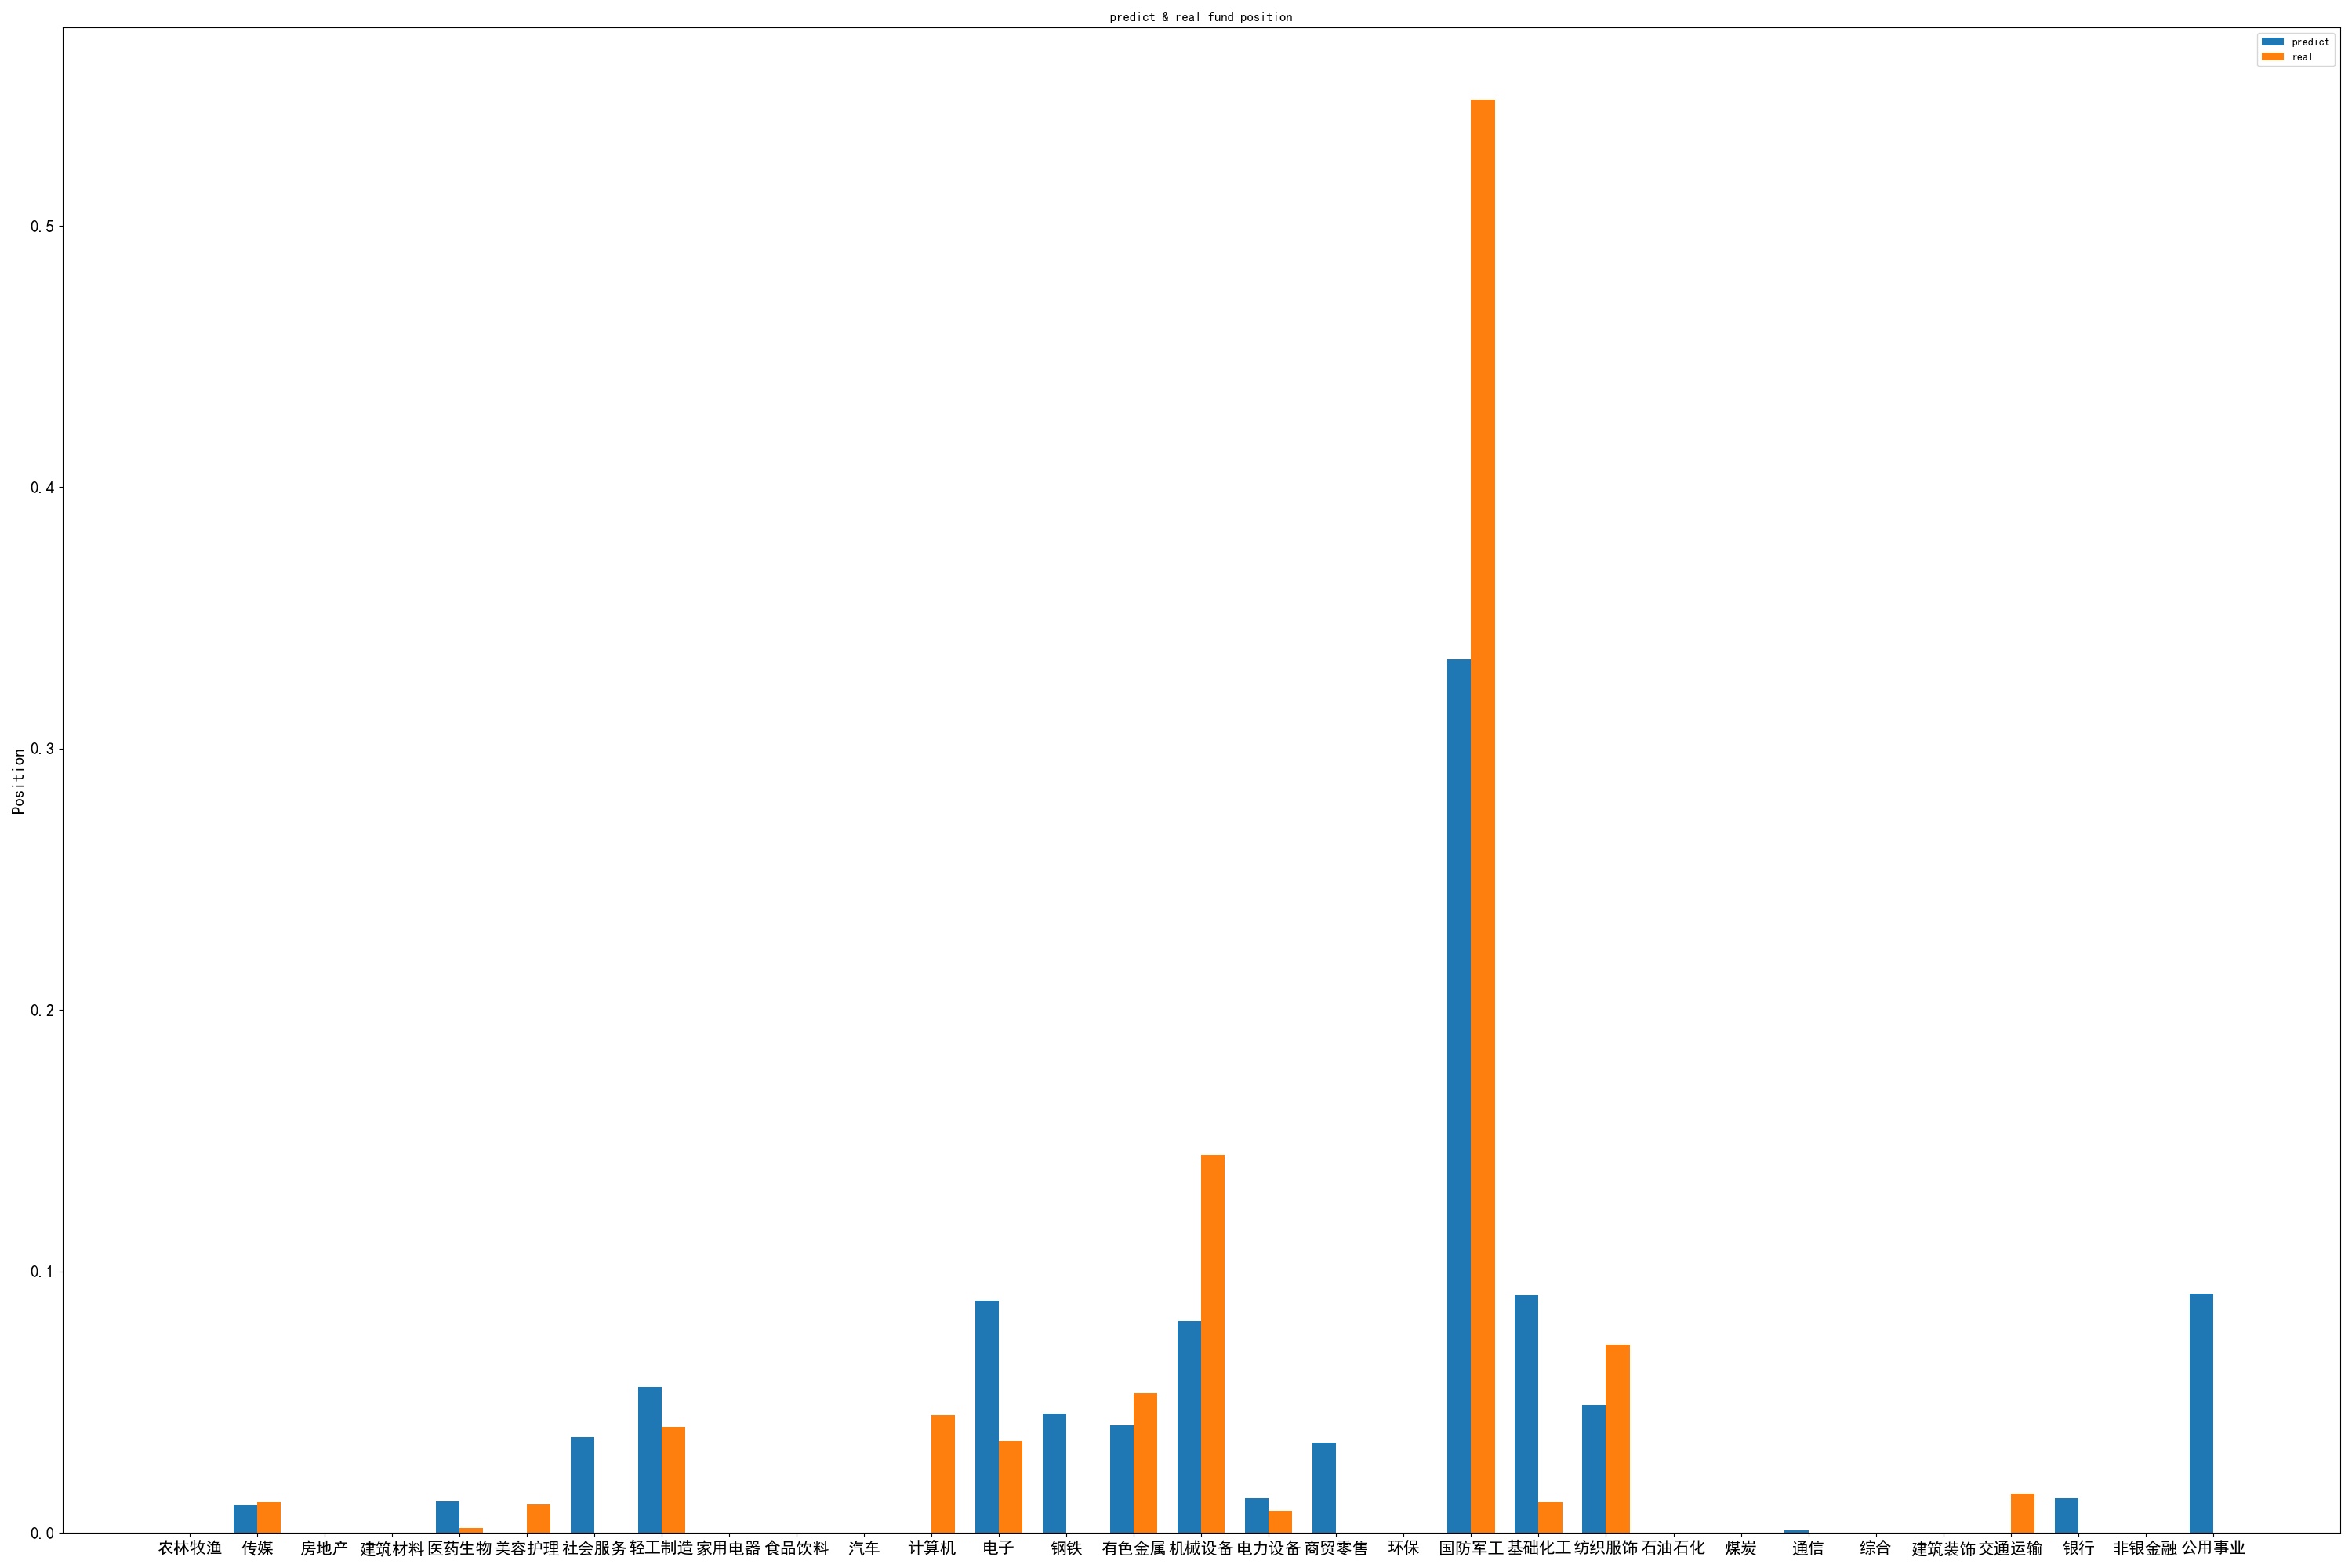 predict & real fund position
predict
real
Position
0.5
0.4
0.3
0.2
0.1
0.0
农林牧渔 传媒 房地产 建筑材料 医药生物 美容护理 社会服务 轻工制造 家用电器 食品饮料 汽车 计算机 电子 钢铁 有色金属 机械设备 电力设备 商贸零售 环保 国防军工 基础化工 纺织服饰 石油石化 煤炭 通信 综合 建筑装饰 交通运输 银行 非银金融 公用事业